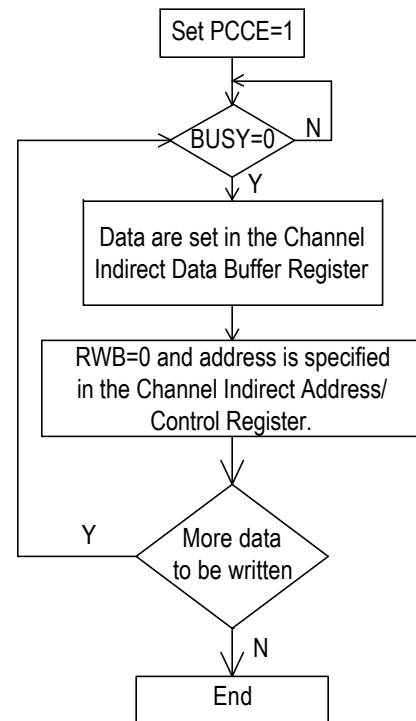 Set PCCE=1
BUSY=0
N
Y
Data are set in the Channel
Indirect Data Buffer Register
RWB=0 and address is specified
in the Channel Indirect Address/
Control Register.
Y
More data
to be written
N
End